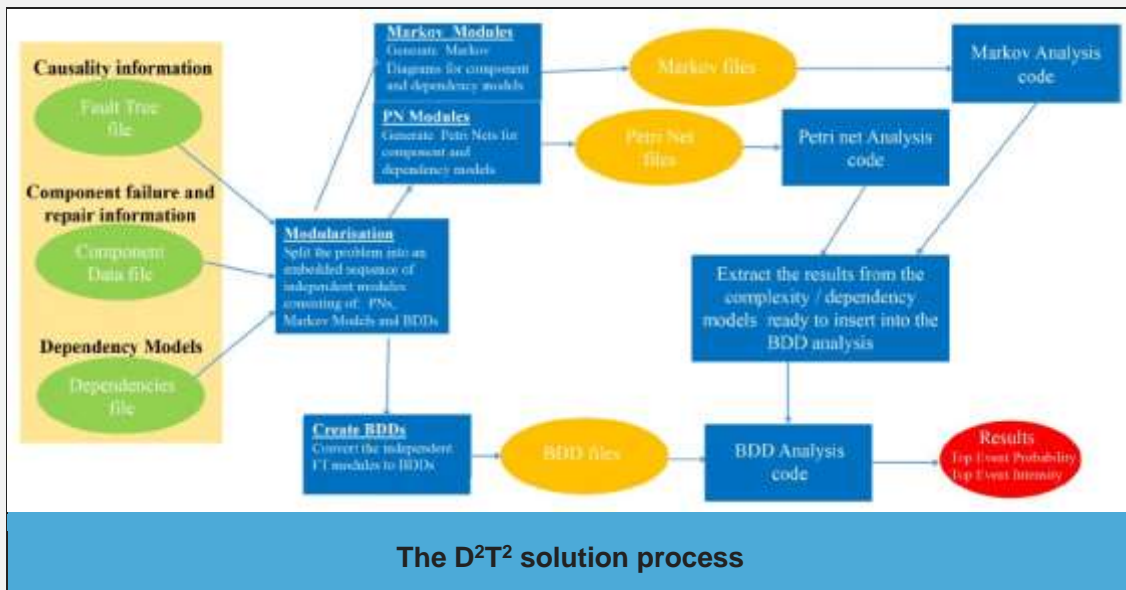 Causality information
Fault Tree
file
Component failure and
repair information
Component
Data file
Dependency Models
Dependencies
file
Modularisation
Split the problem into an
embedded sequence of
independent modules
consisting of: PNs,
Markov Models and BDDs
Markov Modules
Generate Markov
Diagrams for component
and dependency models
PN Modules
Generate Petri Nets for
component and
dependency models
Markov files
Petri Net
files
Markov Analysis
code
Petri net Analysis
code
Extract the results from the
complexity / dependency
models ready to insert into the
BDD analysis
Create BDDs
Convert the independent
FT modules to BDDs
BDD files
BDD Analysis
code
Results
Top Event Probability
Top Event Intensity
The D²T² solution process